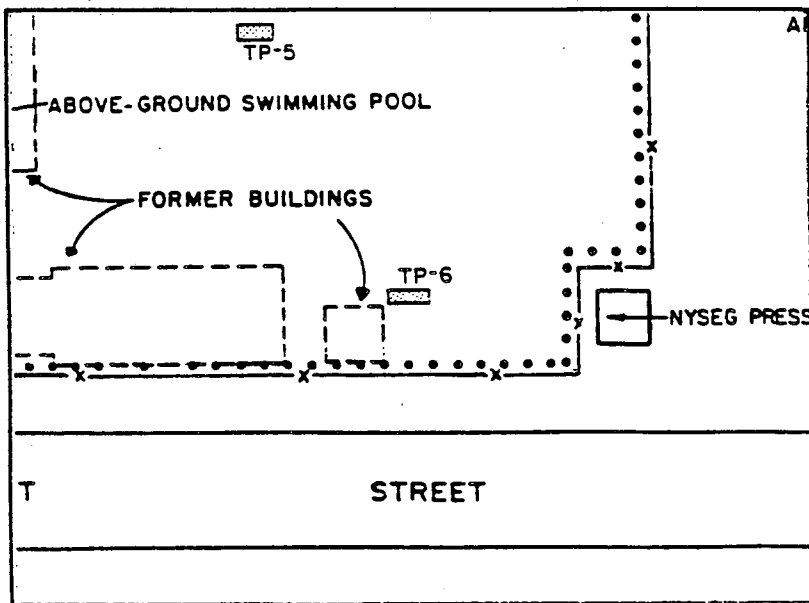 A
TP-5
ABOVE-GROUND SWIMMING POOL
FORMER BUILDINGS
TP-6
NYSEG PRESS
T STREET